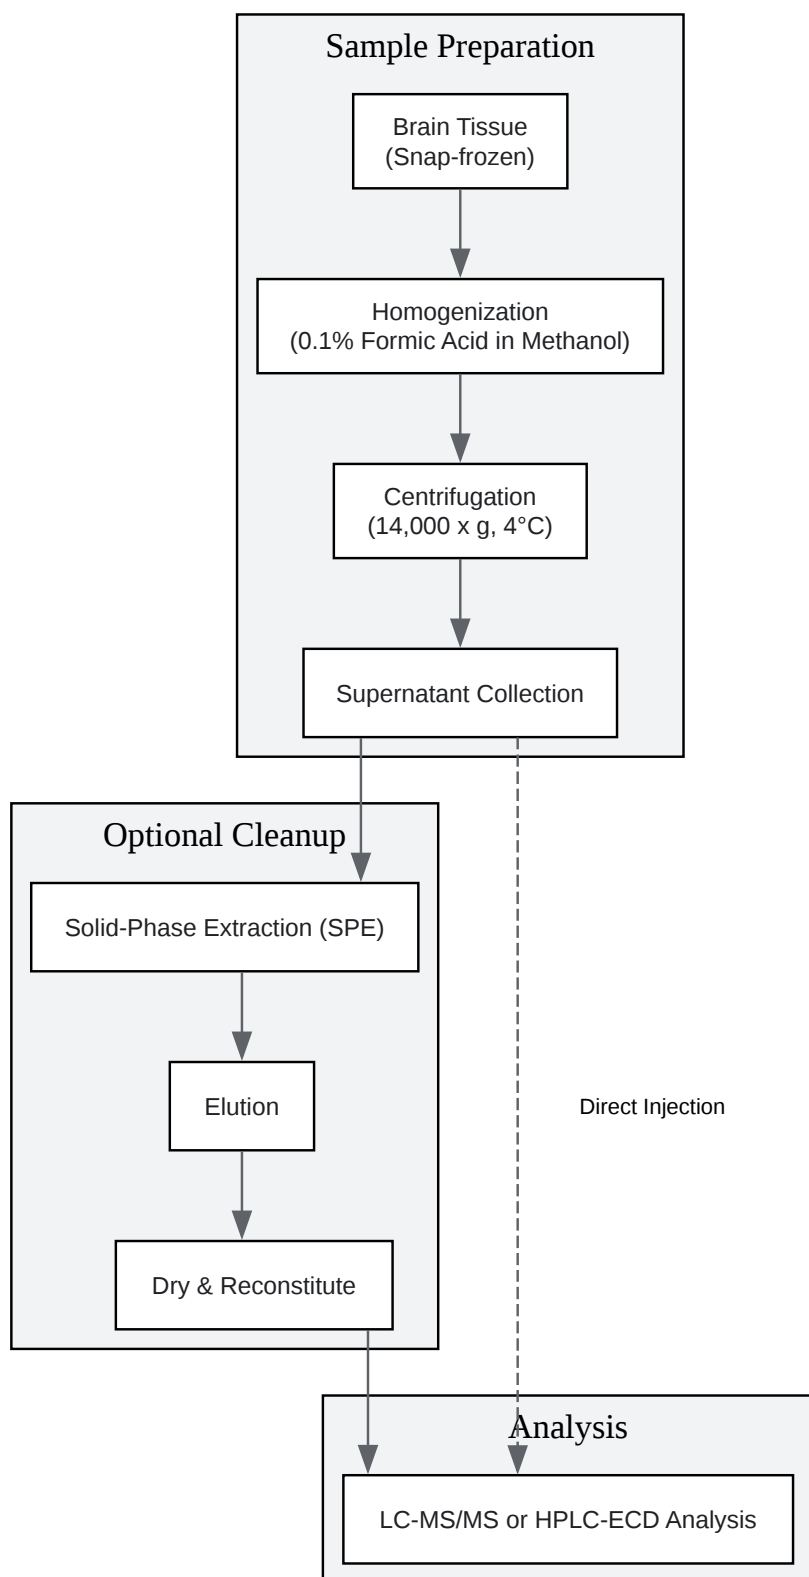 Sample Preparation
Brain Tissue
(Snap-frozen)
Homogenization
(0.1% Formic Acid in Methanol)
Centrifugation
(14,000 x g, 4°C)
Supernatant Collection
Optional Cleanup
Solid-Phase Extraction (SPE)
Elution
Direct Injection
Dry & Reconstitute
Analysis
LC-MS/MS or HPLC-ECD Analysis